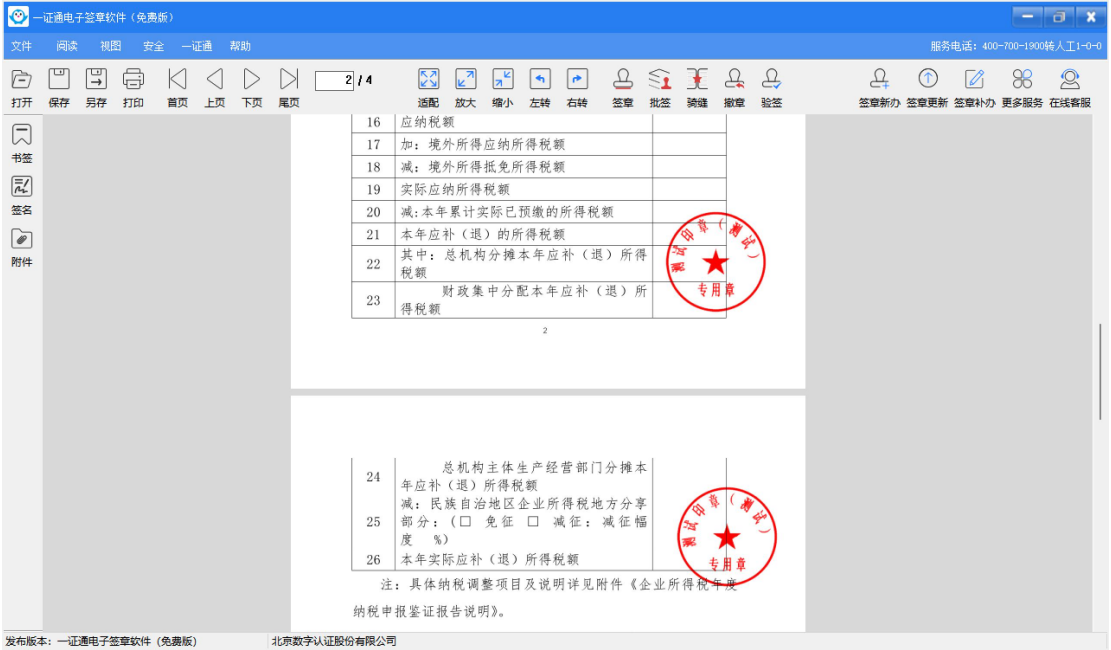 一证通电子签章软件（免费版）
文件 阅读 视图 安全 一证通 帮助 服务电话：400-700-1900转人工1-0-0
2 / 4
打开 保存 另存 打印 首页 上页 下页 尾页 适配 放大 缩小 左转 右转 签章 批签 骑缝 撤章 验签 签章新办 签章更新 签章补办 更多服务 在线客服
书签
签名
附件
16 应纳税额
17 加：境外所得应纳所得税额
18 减：境外所得抵免所得税额
19 实际应纳所得税额
20 减:本年累计实际已预缴的所得税额
21 本年应补（退）的所得税额
22 其中：总机构分摊本年应补（退）所得
税额
23 财政集中分配本年应补（退）所
得税额
测试印章（测试）
专用章
2
24 总机构主体生产经营部门分摊本
年应补（退）所得税额
25 减：民族自治地区企业所得税地方分享
部分：(□ 免征 □ 减征：减征幅
度 %)
26 本年实际应补（退）所得税额
测试印章（测试）
专用章
注：具体纳税调整项目及说明详见附件《企业所得税年度
纳税申报鉴证报告说明》。
发布版本：一证通电子签章软件（免费版） 北京数字认证股份有限公司